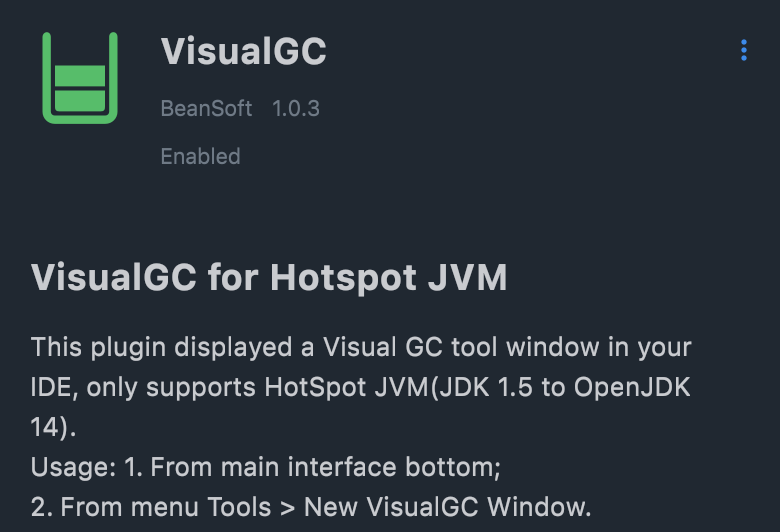 VisualGC
BeanSoft 1.0.3
Enabled
VisualGC for Hotspot JVM
This plugin displayed a Visual GC tool window in your
IDE, only supports HotSpot JVM(JDK 1.5 to OpenJDK
14).
Usage: 1. From main interface bottom;
2. From menu Tools > New VisualGC Window.